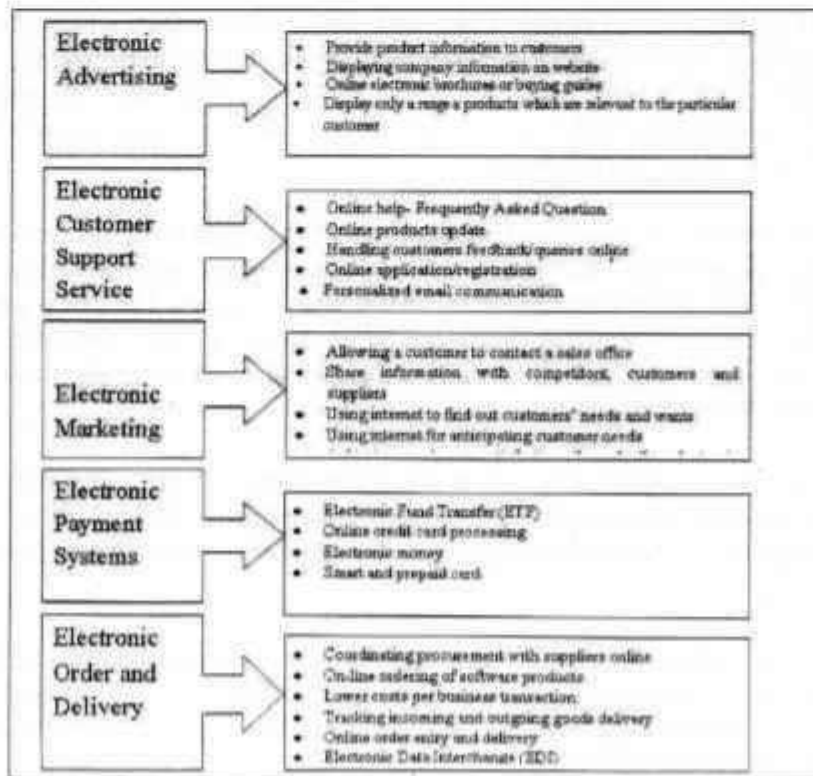 Electronic
Advertising
• Provide product information to customers
• Displaying company information on website
• Online electronic brochures or buying guides
• Display only a range a products which are relevant to the particular
customer
Electronic
Customer
Support
Service
• Online help- Frequently Asked Question
• Online products update
• Handling customers feedback/queries online
• Online application/registration
• Personalized email communication
Electronic
Marketing
• Allowing a customer to contact a sales office
• Share information with competitors, customers and
suppliers
• Using internet to find out customers' needs and wants
• Using internet for anticipating customer needs
Electronic
Payment
Systems
• Electronic Fund Transfer (ETF)
• Online credit card processing
• Electronic money
• Smart and prepaid card
Electronic
Order and
Delivery
• Coordinating procurement with suppliers online
• On-line ordering of software products
• Lower costs per business transaction
• Tracking incoming and outgoing goods delivery
• Online order entry and delivery
• Electronic Data Interchange (EDI)